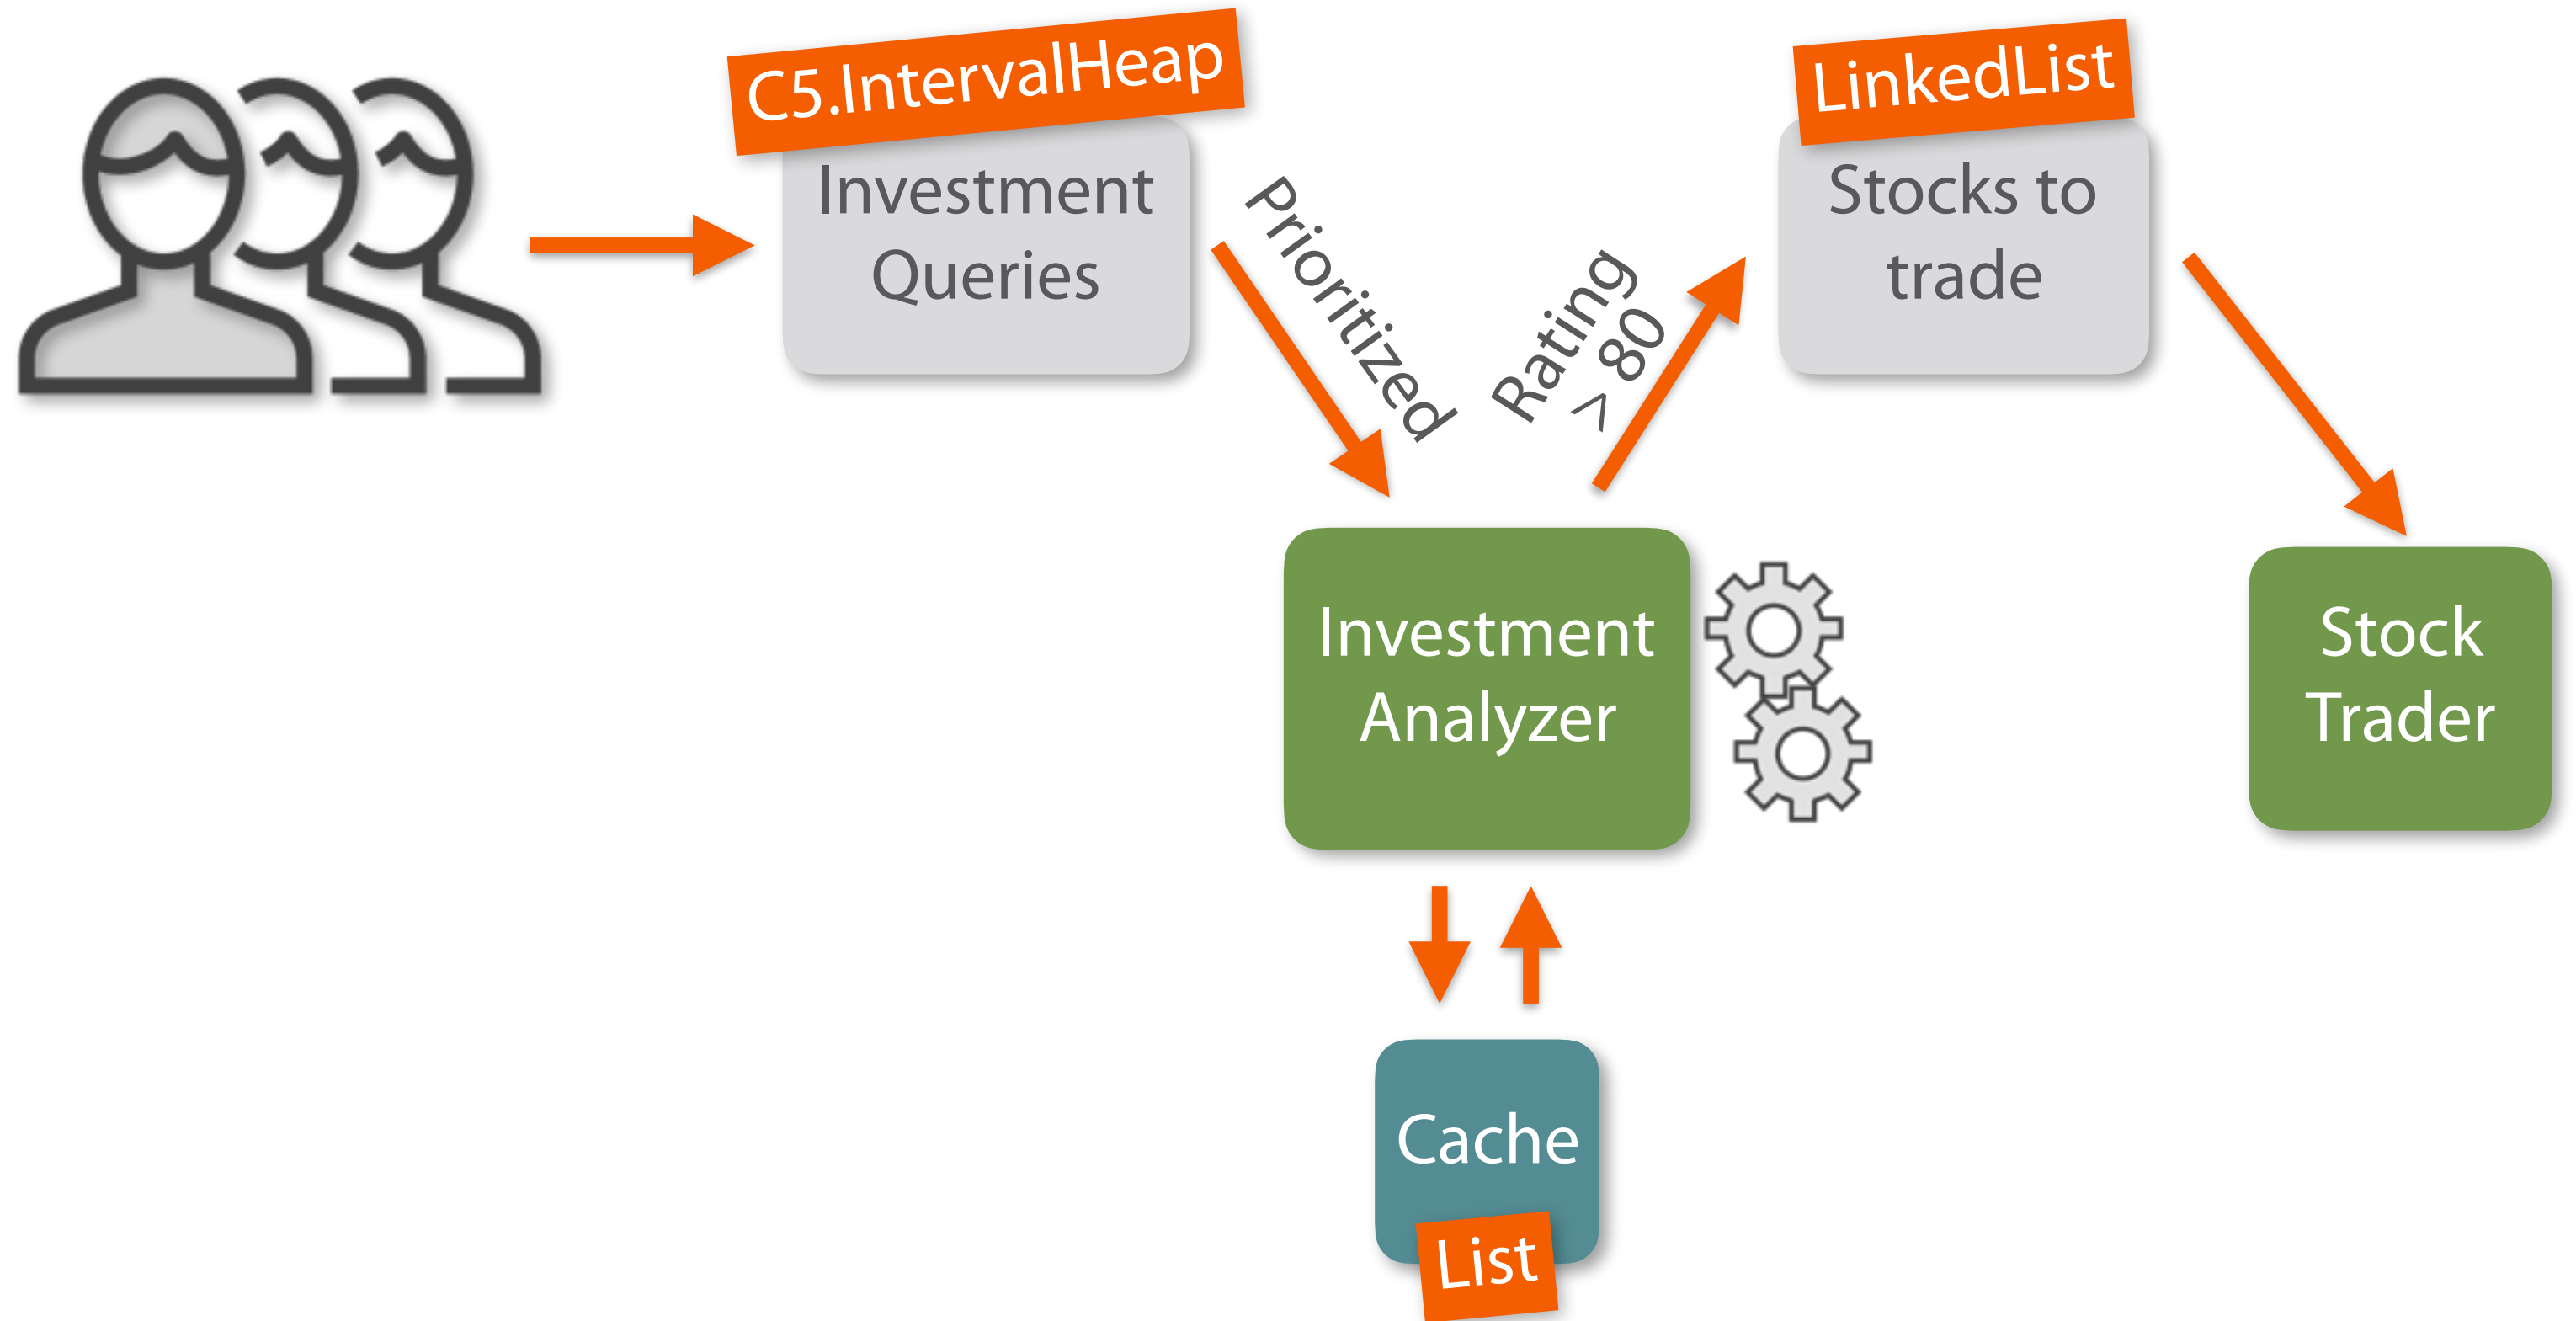 C5.IntervalHeap
Investment
Queries
Prioritized
Rating
> 80
LinkedList
Stocks to
trade
Investment
Analyzer
Stock
Trader
Cache
List